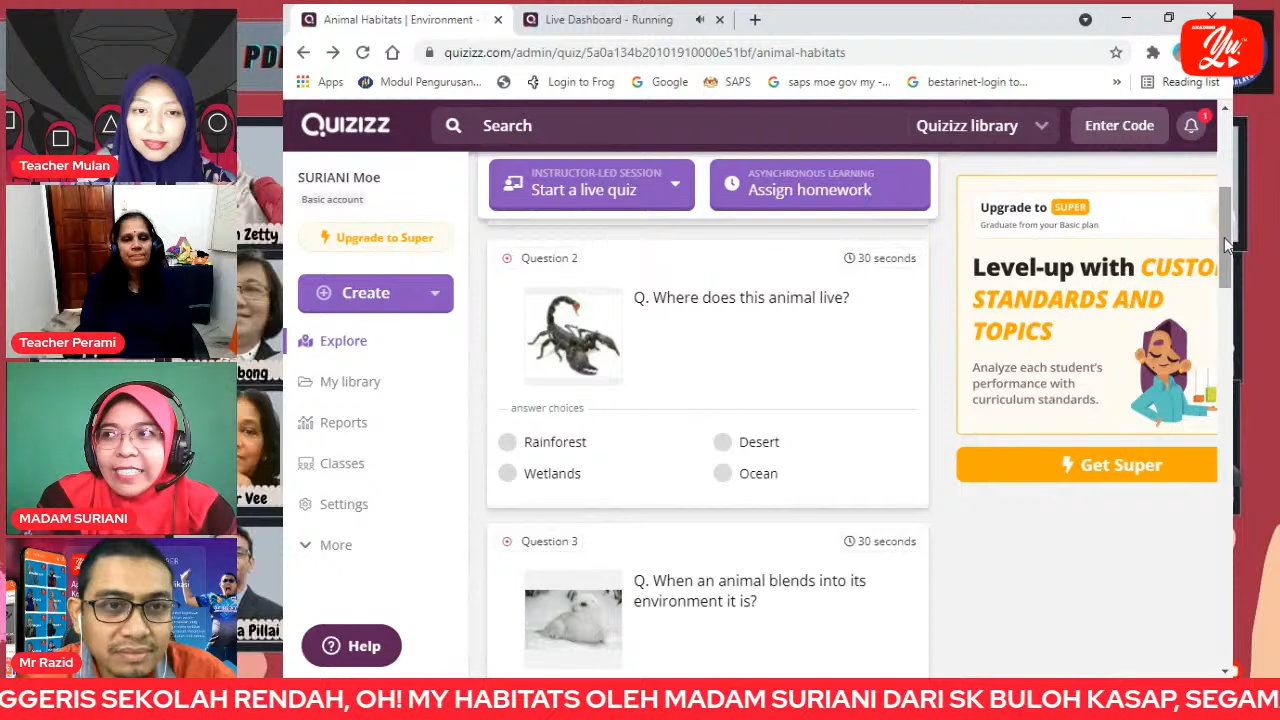 Animal Habitats | Environment -
Live Dashboard - Running
quizizz.com/admin/quiz/5a0a134b20101910000e51bf/animal-habitats
Apps
Modul Pengurusan...
Login to Frog
Google
SAPS
saps moe gov my -...
bestarinet-login to...
»
Reading list
QUIZIZZ
Search
Quizizz library
Enter Code
1
SURIANI Moe
Basic account
Upgrade to Super
Create
Explore
My library
Reports
Classes
Settings
More
Help
INSTRUCTOR-LED SESSION
Start a live quiz
ASYNCHRONOUS LEARNING
Assign homework
Question 2
30 seconds
Q. Where does this animal live?
answer choices
Rainforest
Desert
Wetlands
Ocean
Question 3
30 seconds
Q. When an animal blends into its
environment it is?
Upgrade to SUPER
Graduate from your Basic plan
Level-up with CUSTO
STANDARDS AND
TOPICS
Analyze each student's
performance with
curriculum standards.
Get Super
Teacher Mulan
Teacher Perami
MADAM SURIANI
Mr Razid
PD
n Zetty
bong
r Vee
a Pillai
GGERIS SEKOLAH RENDAH, OH! MY HABITATS OLEH MADAM SURIANI DARI SK BULOH KASAP, SEGAM